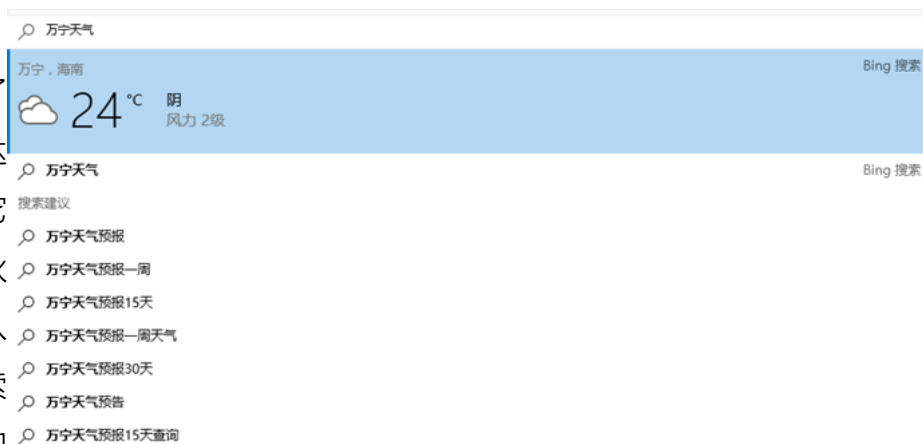 万宁天气
万宁，海南
Bing 搜索
24 °C 阴
风力 2级
万宁天气
Bing 搜索
搜索建议
万宁天气预报
万宁天气预报一周
万宁天气预报15天
万宁天气预报一周天气
万宁天气预报30天
万宁天气预告
万宁天气预报15天查询